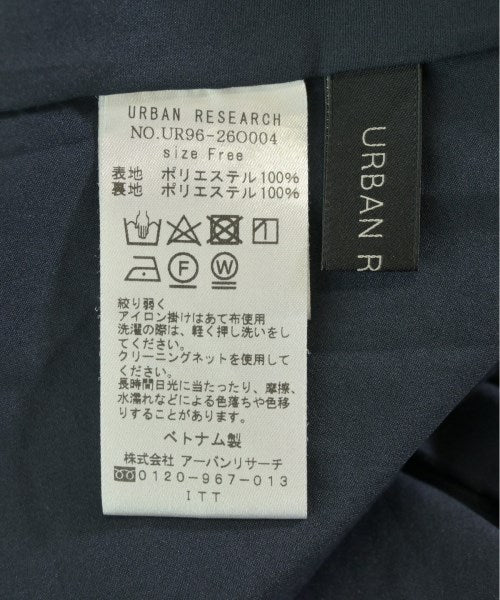 URBAN RESEARCH
NO.UR96-260004
size Free
表地 ポリエステル100%
裏地 ポリエステル100%
F
W
絞り弱く
アイロン掛けはあて布使用
洗濯の際は、軽く押し洗いをし
てください。
クリーニングネットを使用して
ください。
長時間日光に当たったり、摩擦、
水濡れなどによる色落ちや色移
りすることがあります。
ベトナム製
株式会社 アーバンリサーチ
0120-967-013
ITT
URBAN R